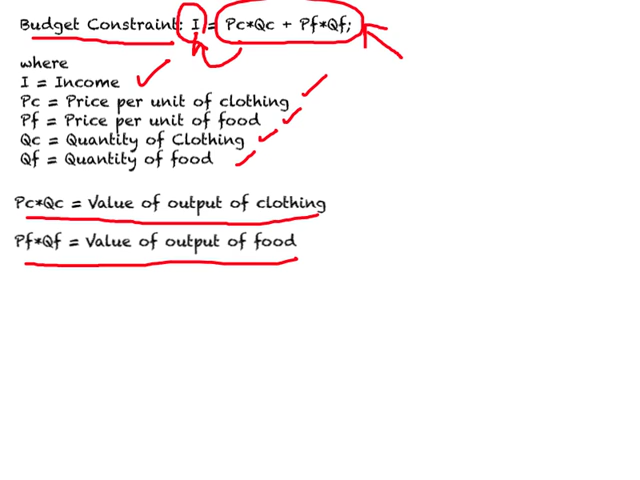 Budget Constraint: I = Pc*Qc + Pf*Qf;
where
I = Income
Pc = Price per unit of clothing
Pf = Price per unit of food
Qc = Quantity of Clothing
Qf = Quantity of food
Pc*Qc = Value of output of clothing
Pf*Qf = Value of output of food